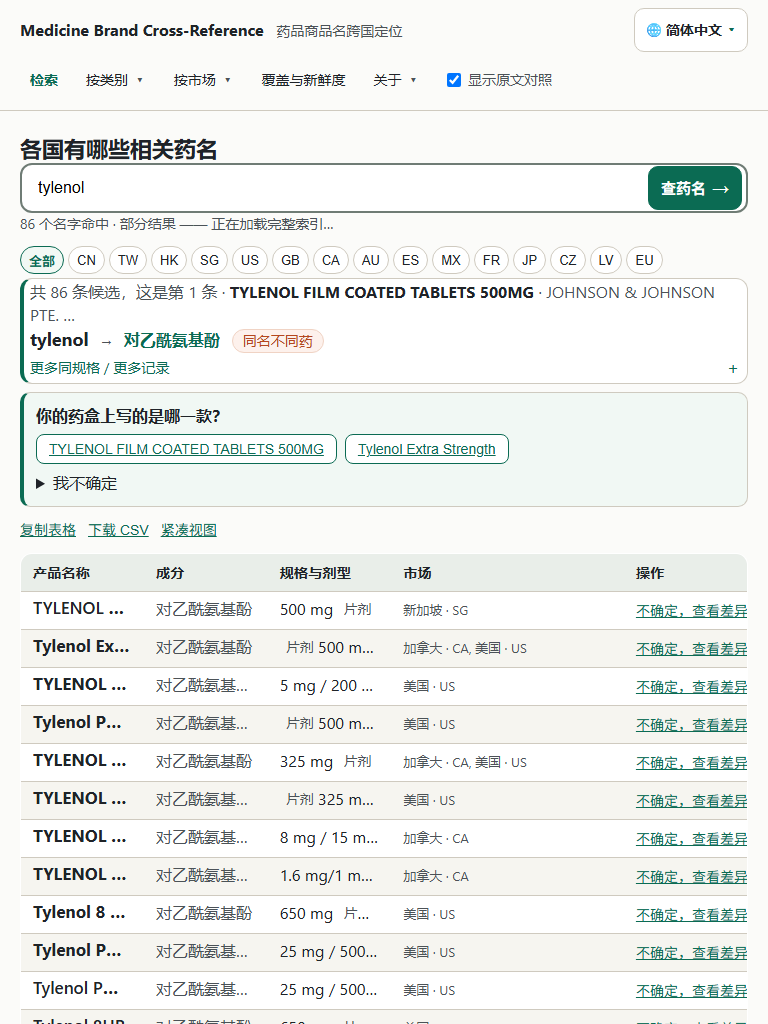 Medicine Brand Cross-Reference 药品商品名跨国定位
🌐 简体中文 ▾
检索 按类别 ▾ 按市场 ▾ 覆盖与新鲜度 关于 ▾ 显示原文对照
各国有哪些相关药名
tylenol 查药名 →
86 个名字命中 · 部分结果 —— 正在加载完整索引…
全部 CN TW HK SG US GB CA AU ES MX FR JP CZ LV EU
共 86 条候选，这是第 1 条 · TYLENOL FILM COATED TABLETS 500MG · JOHNSON & JOHNSON
PTE. …
tylenol → 对乙酰氨基酚 同名不同药
更多同规格 / 更多记录 +
你的药盒上写的是哪一款？
TYLENOL FILM COATED TABLETS 500MG Tylenol Extra Strength
▶ 我不确定
复制表格 下载 CSV 紧凑视图
产品名称 成分 规格与剂型 市场 操作
TYLENOL … 对乙酰氨基酚 500 mg 片剂 新加坡 · SG 不确定，查看差异
Tylenol Ex… 对乙酰氨基酚 片剂 500 m… 加拿大 · CA, 美国 · US 不确定，查看差异
TYLENOL … 对乙酰氨基… 5 mg / 200 … 美国 · US 不确定，查看差异
Tylenol P… 对乙酰氨基… 片剂 500 m… 美国 · US 不确定，查看差异
TYLENOL … 对乙酰氨基酚 325 mg 片剂 加拿大 · CA, 美国 · US 不确定，查看差异
TYLENOL … 对乙酰氨基… 片剂 325 m… 美国 · US 不确定，查看差异
TYLENOL … 对乙酰氨基… 8 mg / 15 m… 加拿大 · CA 不确定，查看差异
TYLENOL … 对乙酰氨基… 1.6 mg/1 m… 加拿大 · CA 不确定，查看差异
Tylenol 8 … 对乙酰氨基酚 650 mg 片… 美国 · US 不确定，查看差异
Tylenol P… 对乙酰氨基… 25 mg / 500… 美国 · US 不确定，查看差异
Tylenol P… 对乙酰氨基… 25 mg / 500… 美国 · US 不确定，查看差异